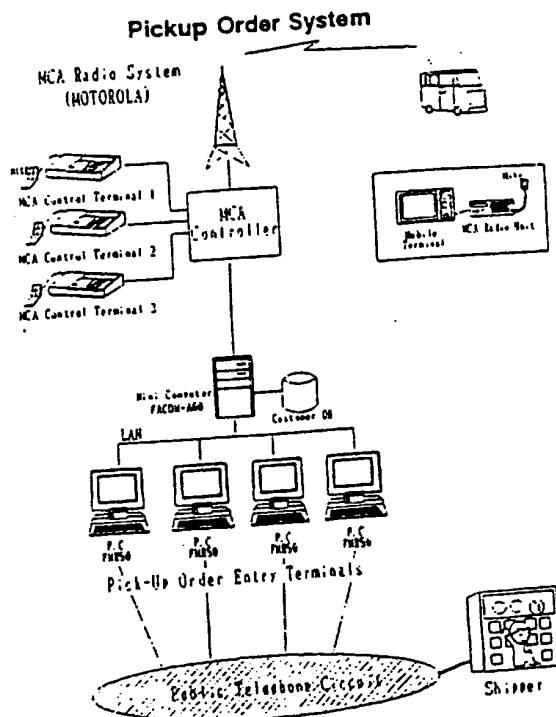 Pickup Order System
MCA Radio System
(MOTOROLA)
MCA Control Terminal 1
MCA Control Terminal 2
MCA Control Terminal 3
MCA
Controller
Mobile
Terminal
MCA Radio Unit
Mini Computer
FACOM-A60
Customer DB
LAN
P.C
P.C
P.C
P.C
Pick-Up Order Entry Terminals
Public Telephone Circuit
Shipper